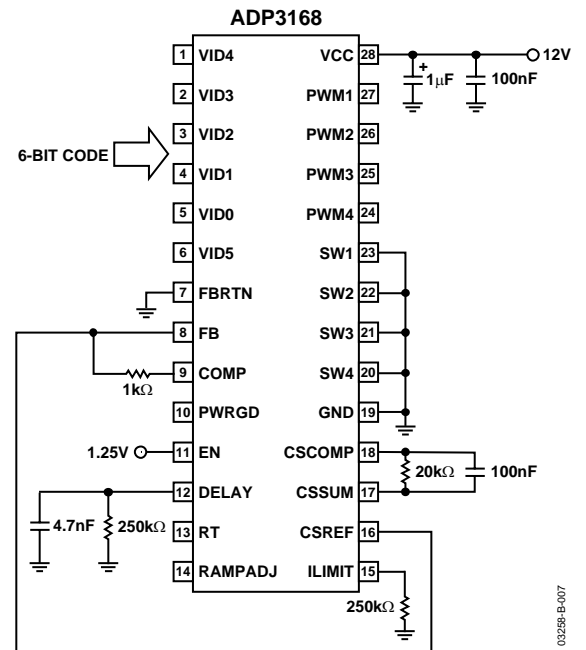 ADP3168
1 VID4
2 VID3
3 VID2
4 VID1
5 VID0
6 VID5
7 FBRTN
8 FB
9 COMP
10 PWRGD
11 EN
12 DELAY
13 RT
14 RAMPADJ
VCC 28
PWM1 27
PWM2 26
PWM3 25
PWM4 24
SW1 23
SW2 22
SW3 21
SW4 20
GND 19
CSCOMP 18
CSSUM 17
CSREF 16
ILIMIT 15
6-BIT CODE
1kΩ
1.25V
4.7nF
250kΩ
12V
+
1μF
100nF
20kΩ
100nF
250kΩ
03258-B-007